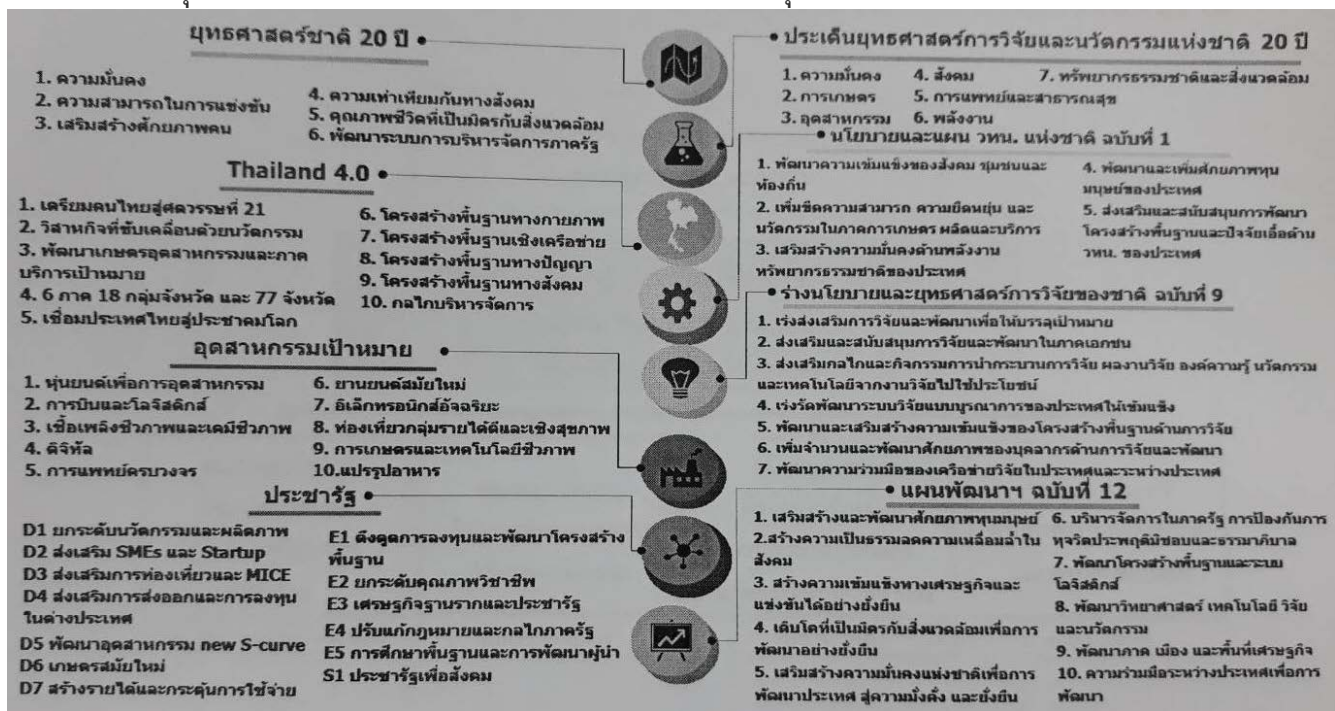 ยุทธศาสตร์ชาติ 20 ปี
1. ความมั่นคง
2. ความสามารถในการแข่งขัน
3. เสริมสร้างศักยภาพคน
4. ความเท่าเทียมกันทางสังคม
5. คุณภาพชีวิตที่เป็นมิตรกับสิ่งแวดล้อม
6. พัฒนาระบบการบริหารจัดการภาครัฐ
Thailand 4.0
1. เตรียมคนไทยสู่ศตวรรษที่ 21
2. วิสาหกิจที่ขับเคลื่อนด้วยนวัตกรรม
3. พัฒนาเกษตรอุตสาหกรรมและภาค
บริการเป้าหมาย
4. 6 ภาค 18 กลุ่มจังหวัด และ 77 จังหวัด
5. เชื่อมประเทศไทยสู่ประชาคมโลก
6. โครงสร้างพื้นฐานทางกายภาพ
7. โครงสร้างพื้นฐานเชิงเครือข่าย
8. โครงสร้างพื้นฐานทางปัญญา
9. โครงสร้างพื้นฐานทางสังคม
10. กลไกบริหารจัดการ
อุตสาหกรรมเป้าหมาย
1. หุ่นยนต์เพื่อการอุตสาหกรรม
2. การบินและโลจิสติกส์
3. เชื้อเพลิงชีวภาพและเคมีชีวภาพ
4. ดิจิทัล
5. การแพทย์ครบวงจร
6. ยานยนต์สมัยใหม่
7. อิเล็กทรอนิกส์อัจฉริยะ
8. ท่องเที่ยวกลุ่มรายได้ดีและเชิงสุขภาพ
9. การเกษตรและเทคโนโลยีชีวภาพ
10.แปรรูปอาหาร
ประชารัฐ
D1 ยกระดับนวัตกรรมและผลิตภาพ
D2 ส่งเสริม SMEs และ Startup
D3 ส่งเสริมการท่องเที่ยวและ MICE
D4 ส่งเสริมการส่งออกและการลงทุน
ในต่างประเทศ
D5 พัฒนาอุตสาหกรรม new S-curve
D6 เกษตรสมัยใหม่
D7 สร้างรายได้และกระตุ้นการใช้จ่าย
E1 ดึงดูดการลงทุนและพัฒนาโครงสร้าง
พื้นฐาน
E2 ยกระดับคุณภาพวิชาชีพ
E3 เศรษฐกิจฐานรากและประชารัฐ
E4 ปรับแก้กฎหมายและกลไกภาครัฐ
E5 การศึกษาพื้นฐานและการพัฒนาผู้นำ
S1 ประชารัฐเพื่อสังคม
ประเด็นยุทธศาสตร์การวิจัยและนวัตกรรมแห่งชาติ 20 ปี
1. ความมั่นคง
2. การเกษตร
3. อุตสาหกรรม
4. สังคม
5. การแพทย์และสาธารณสุข
6. พลังงาน
7. ทรัพยากรธรรมชาติและสิ่งแวดล้อม
นโยบายและแผน วทน. แห่งชาติ ฉบับที่ 1
1. พัฒนาความเข้มแข็งของสังคม ชุมชนและ
ท้องถิ่น
2. เพิ่มขีดความสามารถ ความยืดหยุ่น และ
นวัตกรรมในภาคการเกษตร ผลิตและบริการ
3. เสริมสร้างความมั่นคงด้านพลังงาน
ทรัพยากรธรรมชาติของประเทศ
4. พัฒนาและเพิ่มศักยภาพทุน
มนุษย์ของประเทศ
5. ส่งเสริมและสนับสนุนการพัฒนา
โครงสร้างพื้นฐานและปัจจัยเอื้อด้าน
วทน. ของประเทศ
ร่างนโยบายและยุทธศาสตร์การวิจัยของชาติ ฉบับที่ 9
1. เร่งส่งเสริมการวิจัยและพัฒนาเพื่อให้บรรลุเป้าหมาย
2. ส่งเสริมและสนับสนุนการวิจัยและพัฒนาในภาคเอกชน
3. ส่งเสริมกลไกและกิจกรรมการนำกระบวนการวิจัย ผลงานวิจัย องค์ความรู้ นวัตกรรม
และเทคโนโลยีจากงานวิจัยไปใช้ประโยชน์
4. เร่งรัดพัฒนาระบบวิจัยแบบบูรณาการของประเทศให้เข้มแข็ง
5. พัฒนาและเสริมสร้างความเข้มแข็งของโครงสร้างพื้นฐานด้านการวิจัย
6. เพิ่มจำนวนและพัฒนาศักยภาพของบุคลากรด้านการวิจัยและพัฒนา
7. พัฒนาความร่วมมือของเครือข่ายวิจัยในประเทศและระหว่างประเทศ
แผนพัฒนาฯ ฉบับที่ 12
1. เสริมสร้างและพัฒนาศักยภาพทุนมนุษย์
2.สร้างความเป็นธรรมลดความเหลื่อมล้ำใน
สังคม
3. สร้างความเข้มแข็งทางเศรษฐกิจและ
แข่งขันได้อย่างยั่งยืน
4. เติบโตที่เป็นมิตรกับสิ่งแวดล้อมเพื่อการ
พัฒนาอย่างยั่งยืน
5. เสริมสร้างความมั่นคงแห่งชาติเพื่อการ
พัฒนาประเทศ สู่ความมั่งคั่ง และยั่งยืน
6. บริหารจัดการในภาครัฐ การป้องกันการ
ทุจริตประพฤติมิชอบและธรรมาภิบาล
7. พัฒนาโครงสร้างพื้นฐานและระบบ
โลจิสติกส์
8. พัฒนาวิทยาศาสตร์ เทคโนโลยี วิจัย
และนวัตกรรม
9. พัฒนาภาค เมือง และพื้นที่เศรษฐกิจ
10. ความร่วมมือระหว่างประเทศเพื่อการ
พัฒนา